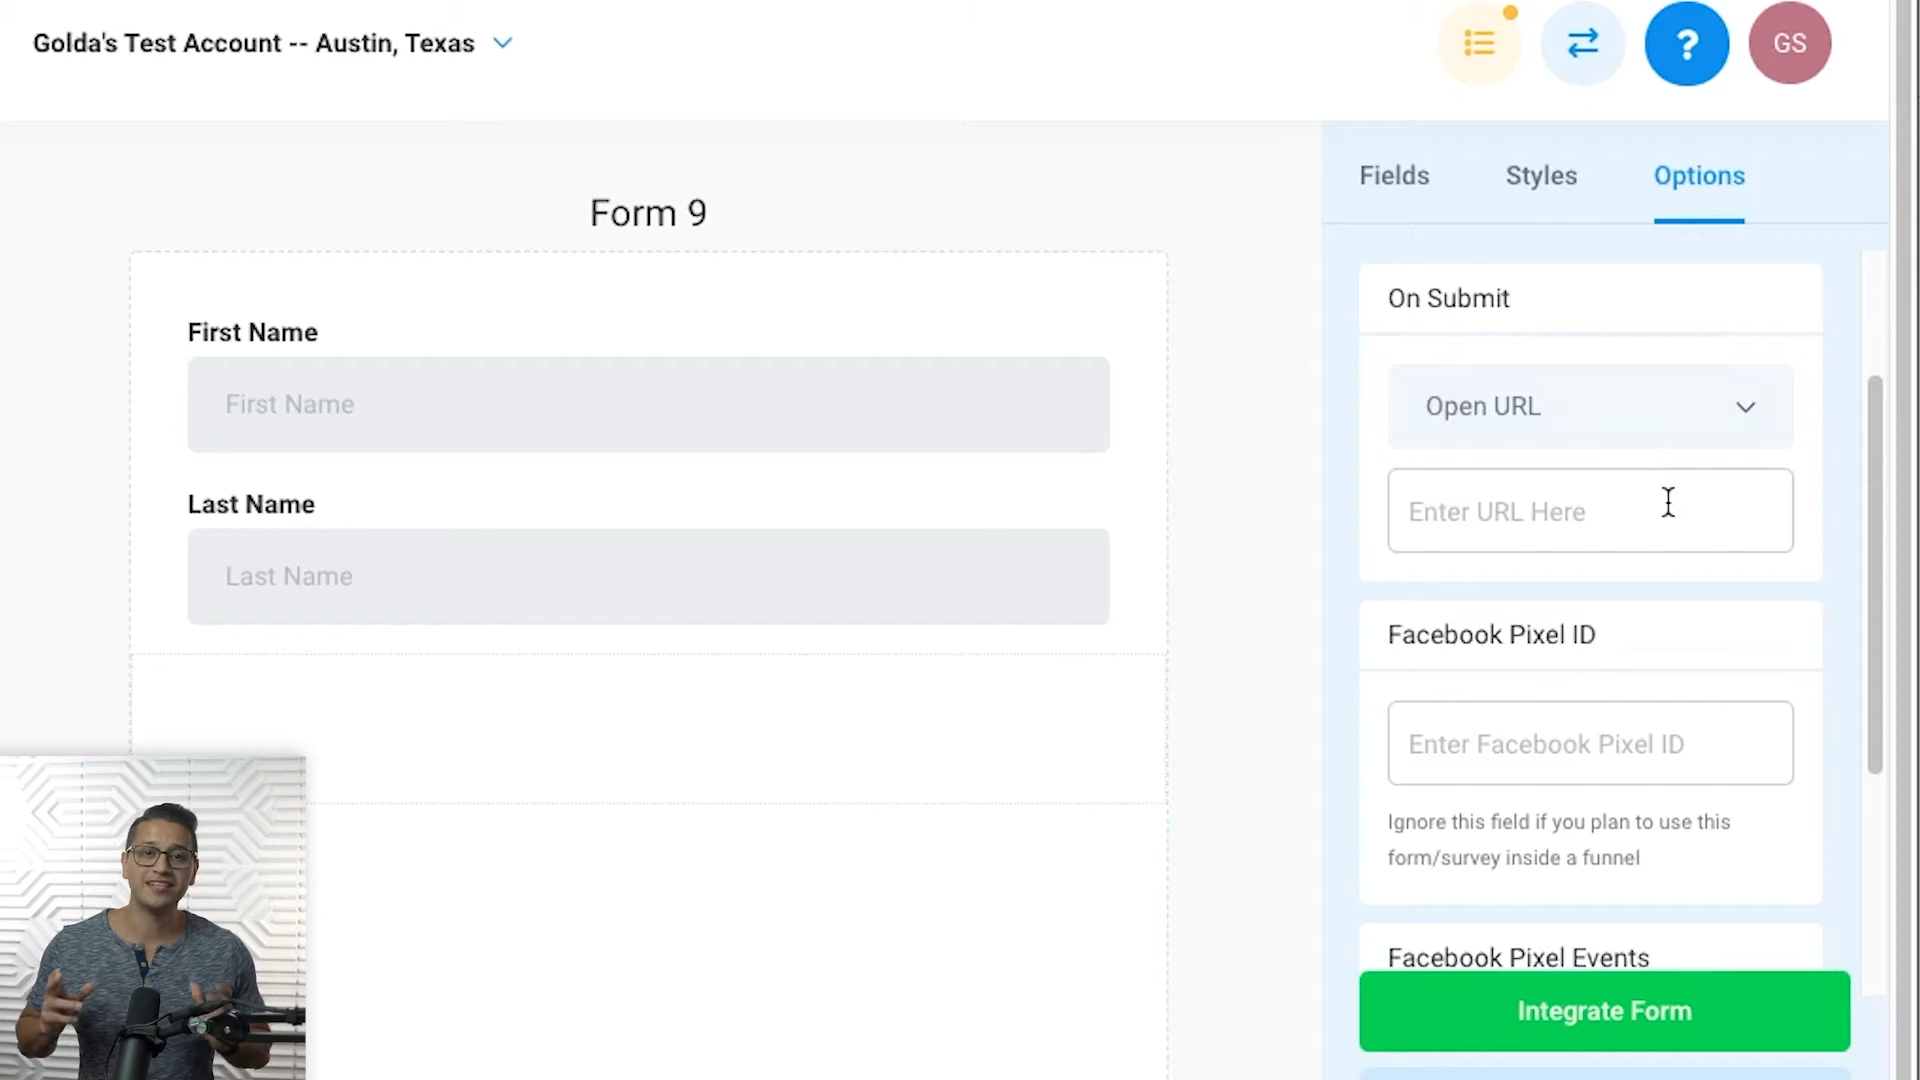 Golda's Test Account -- Austin, Texas
?
GS
Fields
Styles
Options
Form 9
First Name
First Name
Last Name
Last Name
On Submit
Open URL
Enter URL Here
Facebook Pixel ID
Enter Facebook Pixel ID
Ignore this field if you plan to use this
form/survey inside a funnel
Facebook Pixel Events
Integrate Form